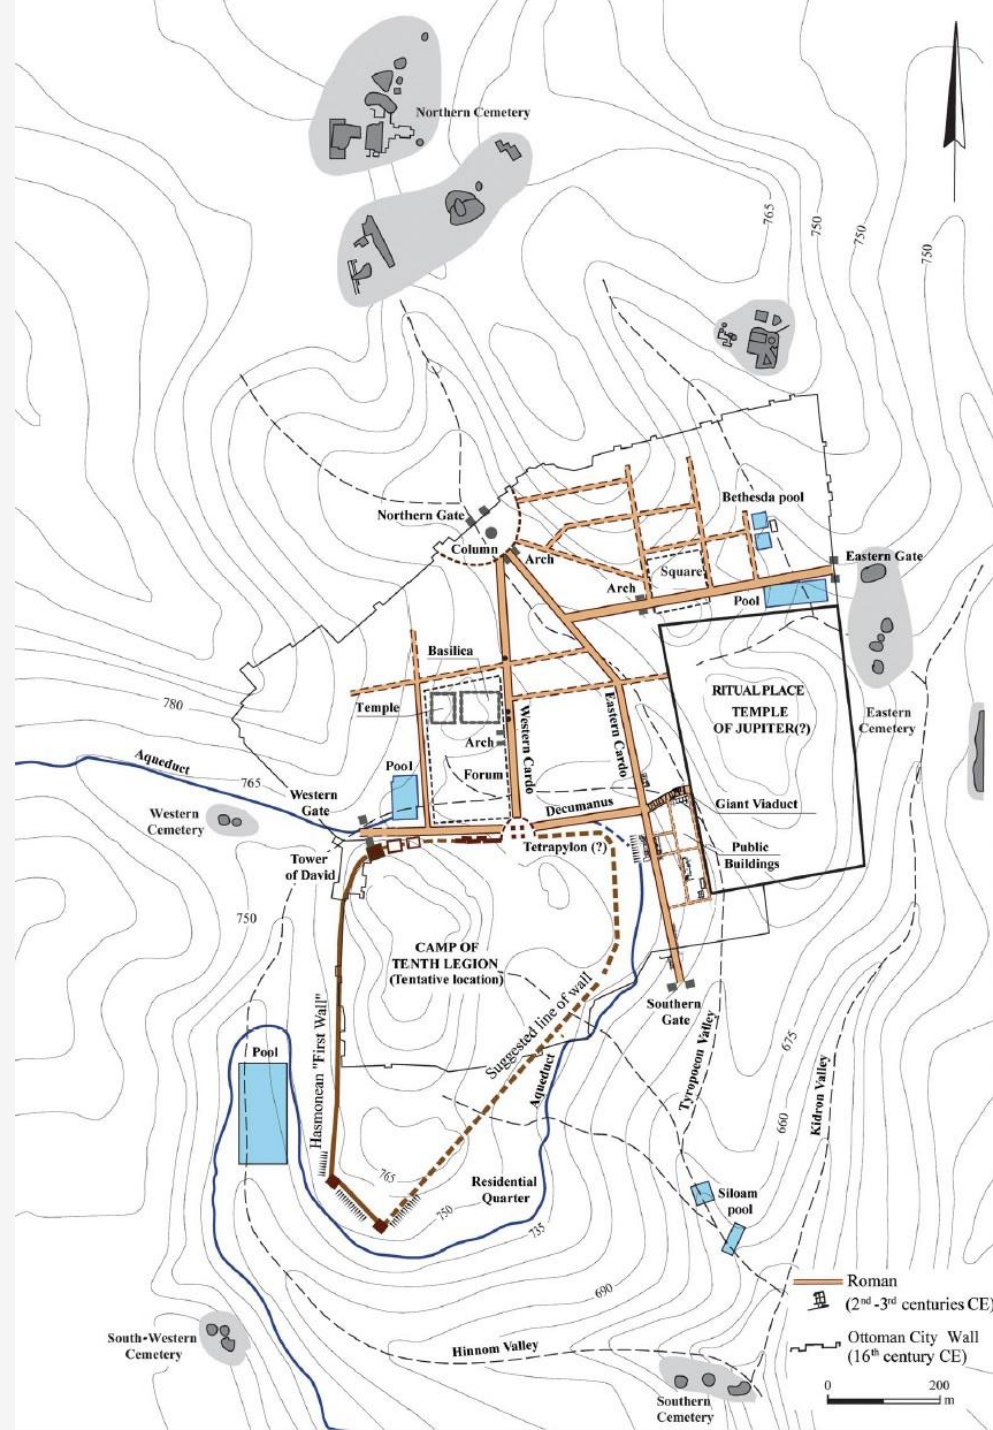 Northern Cemetery
765
750
750
750
Bethesda pool
Northern Gate
Column
Arch
Eastern Gate
Square
Arch
Pool
Basilica
RITUAL PLACE
TEMPLE
OF JUPITER(?)
780
Temple
Eastern
Cemetery
Western Cardo
Eastern Cardo
Arch
Aqueduct
Pool
Forum
765
Western
Gate
Decumanus
Giant Viaduct
Western
Cemetery
Tetrapylon (?)
Public
Buildings
Tower
of David
750
CAMP OF
TENTH LEGION
(Tentative location)
Suggested line of wall
Southern
Gate
Hasmonean "First Wall"
Pool
Aqueduct
Tyropoeon Valley
675
Kidron Valley
660
765
Residential
Quarter
750
735
Siloam
pool
Roman
(2nd -3rd centuries CE)
690
Ottoman City Wall
(16th century CE)
South-Western
Cemetery
Hinnom Valley
0 200
m
Southern
Cemetery